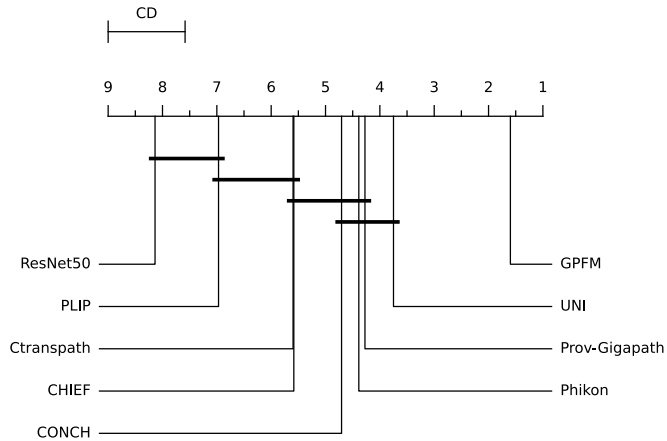 CD
9 8 7 6 5 4 3 2 1
ResNet50 GPFM
PLIP UNI
Ctranspath Prov-Gigapath
CHIEF Phikon
CONCH